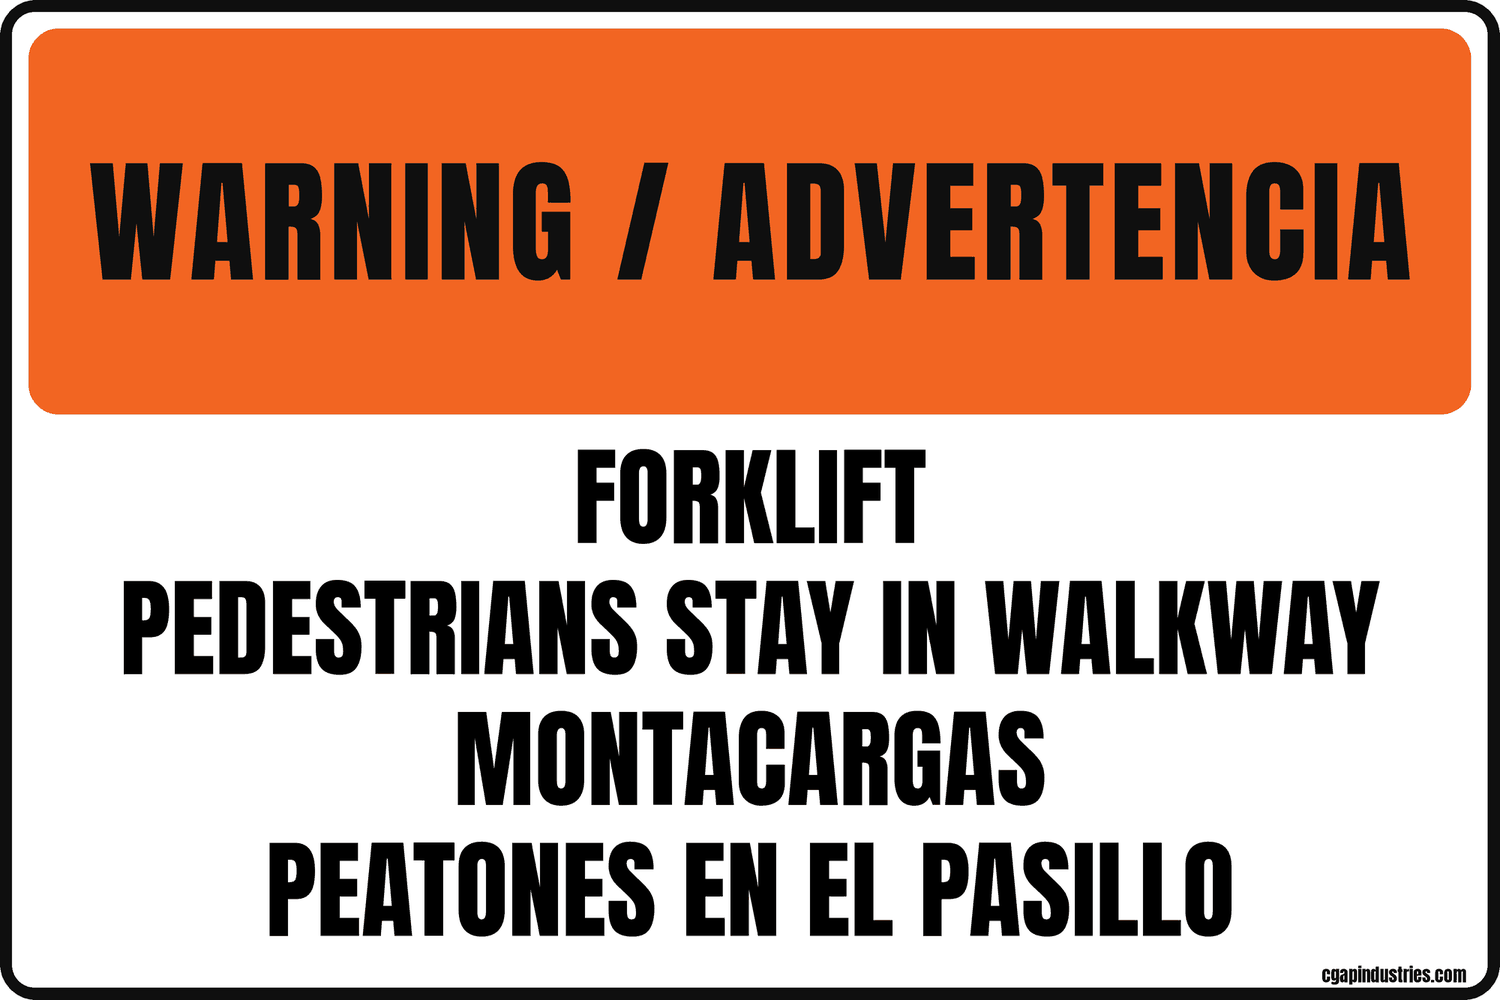 WARNING / ADVERTENCIA
FORKLIFT
PEDESTRIANS STAY IN WALKWAY
MONTACARGAS
PEATONES EN EL PASILLO
cgapindustries.com